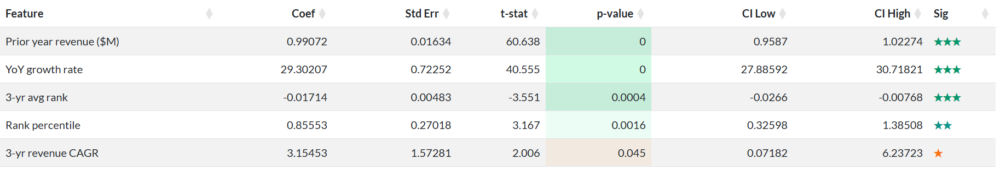 Feature Coef Std Err t-stat p-value CI Low CI High Sig
Prior year revenue ($M) 0.99072 0.01634 60.638 0 0.9587 1.02274 ★★★
YoY growth rate 29.30207 0.72252 40.555 0 27.88592 30.71821 ★★★
3-yr avg rank -0.01714 0.00483 -3.551 0.0004 -0.0266 -0.00768 ★★★
Rank percentile 0.85553 0.27018 3.167 0.0016 0.32598 1.38508 ★★
3-yr revenue CAGR 3.15453 1.57281 2.006 0.045 0.07182 6.23723 ★